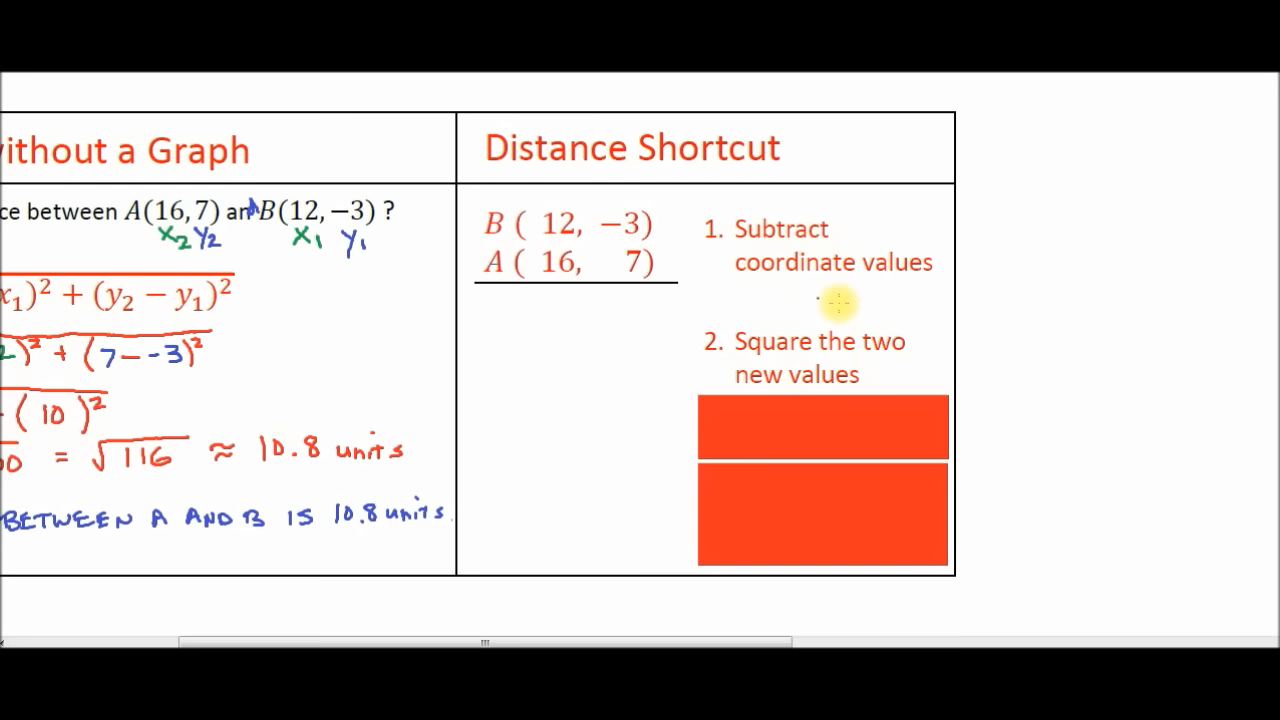 ithout a Graph
ce between A(16, 7) an B(12, −3) ?
x2 y2 x1 y1
x₁)² + (y₂ − y₁)²
)² + (7 − -3)²
( 10 )²
= √116 ≈ 10.8 units
BETWEEN A AND B IS 10.8 units.
Distance Shortcut
B ( 12, −3)
A ( 16, 7)
1. Subtract
coordinate values
2. Square the two
new values